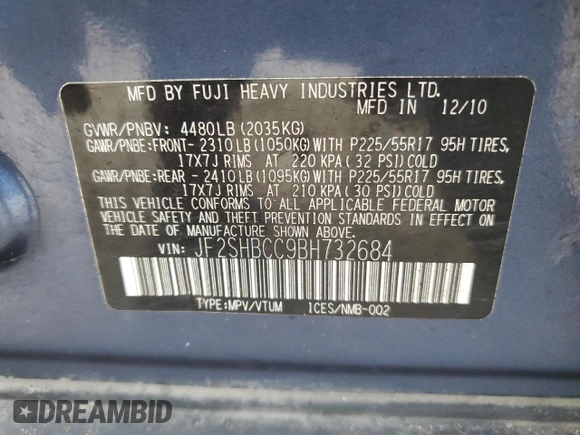 MFD BY FUJI HEAVY INDUSTRIES LTD.
MFD IN 12/10
GVWR/PNBV: 4480LB (2035KG)
GAWR/PNBE:FRONT- 2310LB (1050KG) WITH P225/55R17 95H TIRES,
17X7J RIMS AT 220 KPA (32 PSI) COLD
GAWR/PNBE:REAR - 2410LB (1095KG) WITH P225/55R17 95H TIRES,
17X7J RIMS AT 210 KPA (30 PSI) COLD
THIS VEHICLE CONFORMS TO ALL APPLICABLE FEDERAL MOTOR
VEHICLE SAFETY AND THEFT PREVENTION STANDARDS IN EFFECT ON
THE DATE OF MANUFACTURE SHOWN ABOVE.
VIN: JF2SHBCC9BH732684
TYPE:MPV/VTUM ICES/NMB-002
DREAMBID